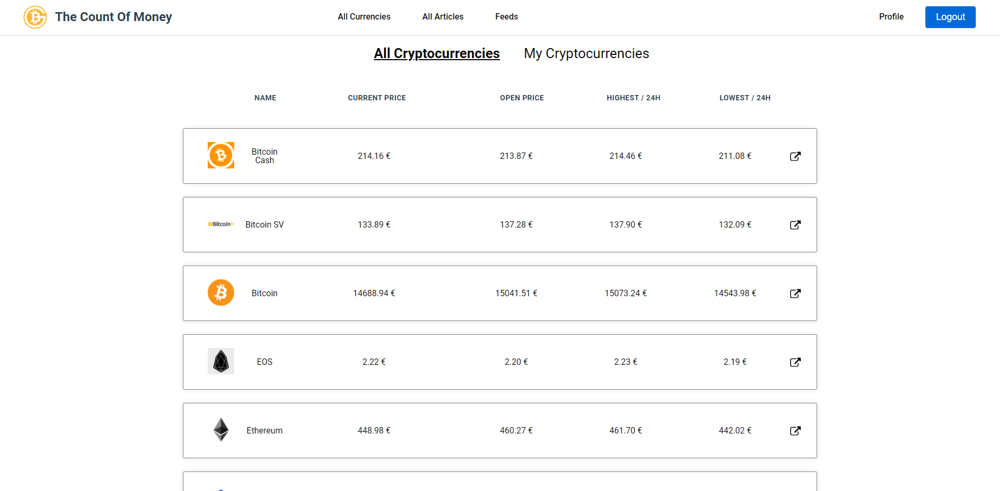 The Count Of Money
All Currencies
All Articles
Feeds
Profile
Logout
All Cryptocurrencies
My Cryptocurrencies
NAME
CURRENT PRICE
OPEN PRICE
HIGHEST / 24H
LOWEST / 24H
Bitcoin
Cash
214.16 €
213.87 €
214.46 €
211.08 €
Bitcoin
Bitcoin SV
133.89 €
137.28 €
137.90 €
132.09 €
Bitcoin
14688.94 €
15041.51 €
15073.24 €
14543.98 €
EOS
2.22 €
2.20 €
2.23 €
2.19 €
Ethereum
448.98 €
460.27 €
461.70 €
442.02 €